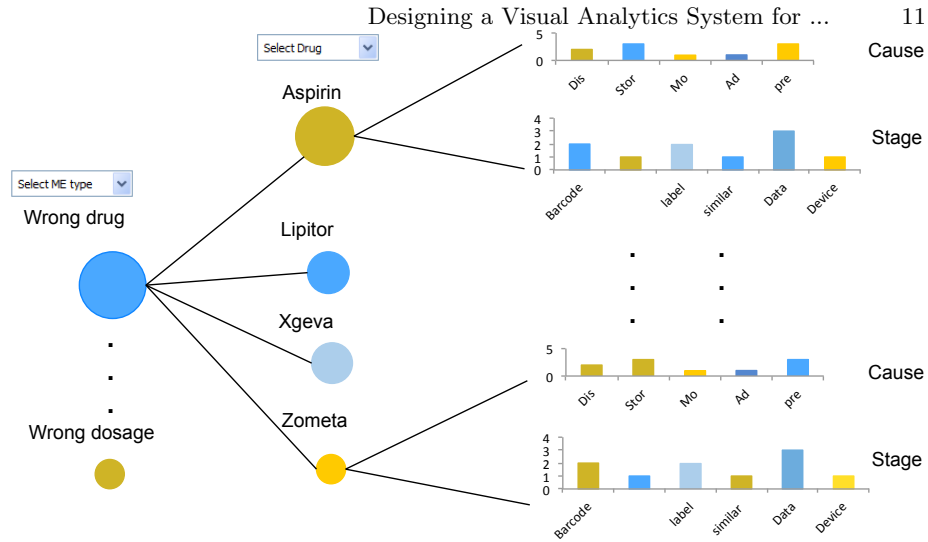 Designing a Visual Analytics System for ... 11
Select Drug
5
0
Dis Stor Mo Ad pre
Cause
Aspirin
4
3
2
1
0
Barcode label similar Data Device
Stage
Select ME type
Wrong drug
Lipitor
.
.
.
.
.
.
Xgeva
5
0
Dis Stor Mo Ad pre
Cause
.
.
.
Zometa
Wrong dosage
4
3
2
1
0
Barcode label similar Data Device
Stage